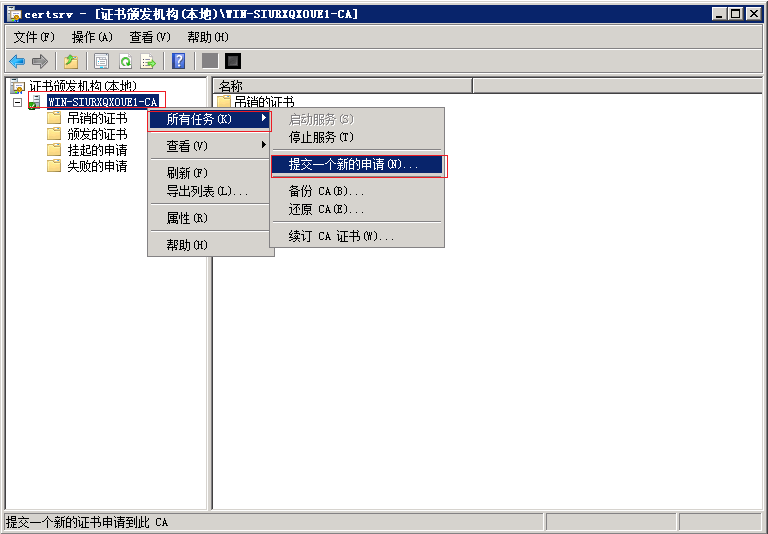 certsrv - [证书颁发机构(本地)\WIN-SIURXQXOUE1-CA]
文件(F) 操作(A) 查看(V) 帮助(H)
证书颁发机构(本地)
WIN-SIURXQXOUE1-CA
吊销的证书
颁发的证书
挂起的申请
失败的申请
名称
吊销的证书
所有任务(K)
查看(V)
刷新(F)
导出列表(L)...
属性(R)
帮助(H)
启动服务(S)
停止服务(T)
提交一个新的申请(N)...
备份 CA(B)...
还原 CA(E)...
续订 CA 证书(W)...
提交一个新的证书申请到此 CA